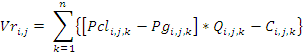 Vr_{i,j} = \sum_{k=1}^{n} \{[Pcl_{i,j,k} - Pg_{i,j,k}] * Q_{i,j,k} - C_{i,j,k}\}